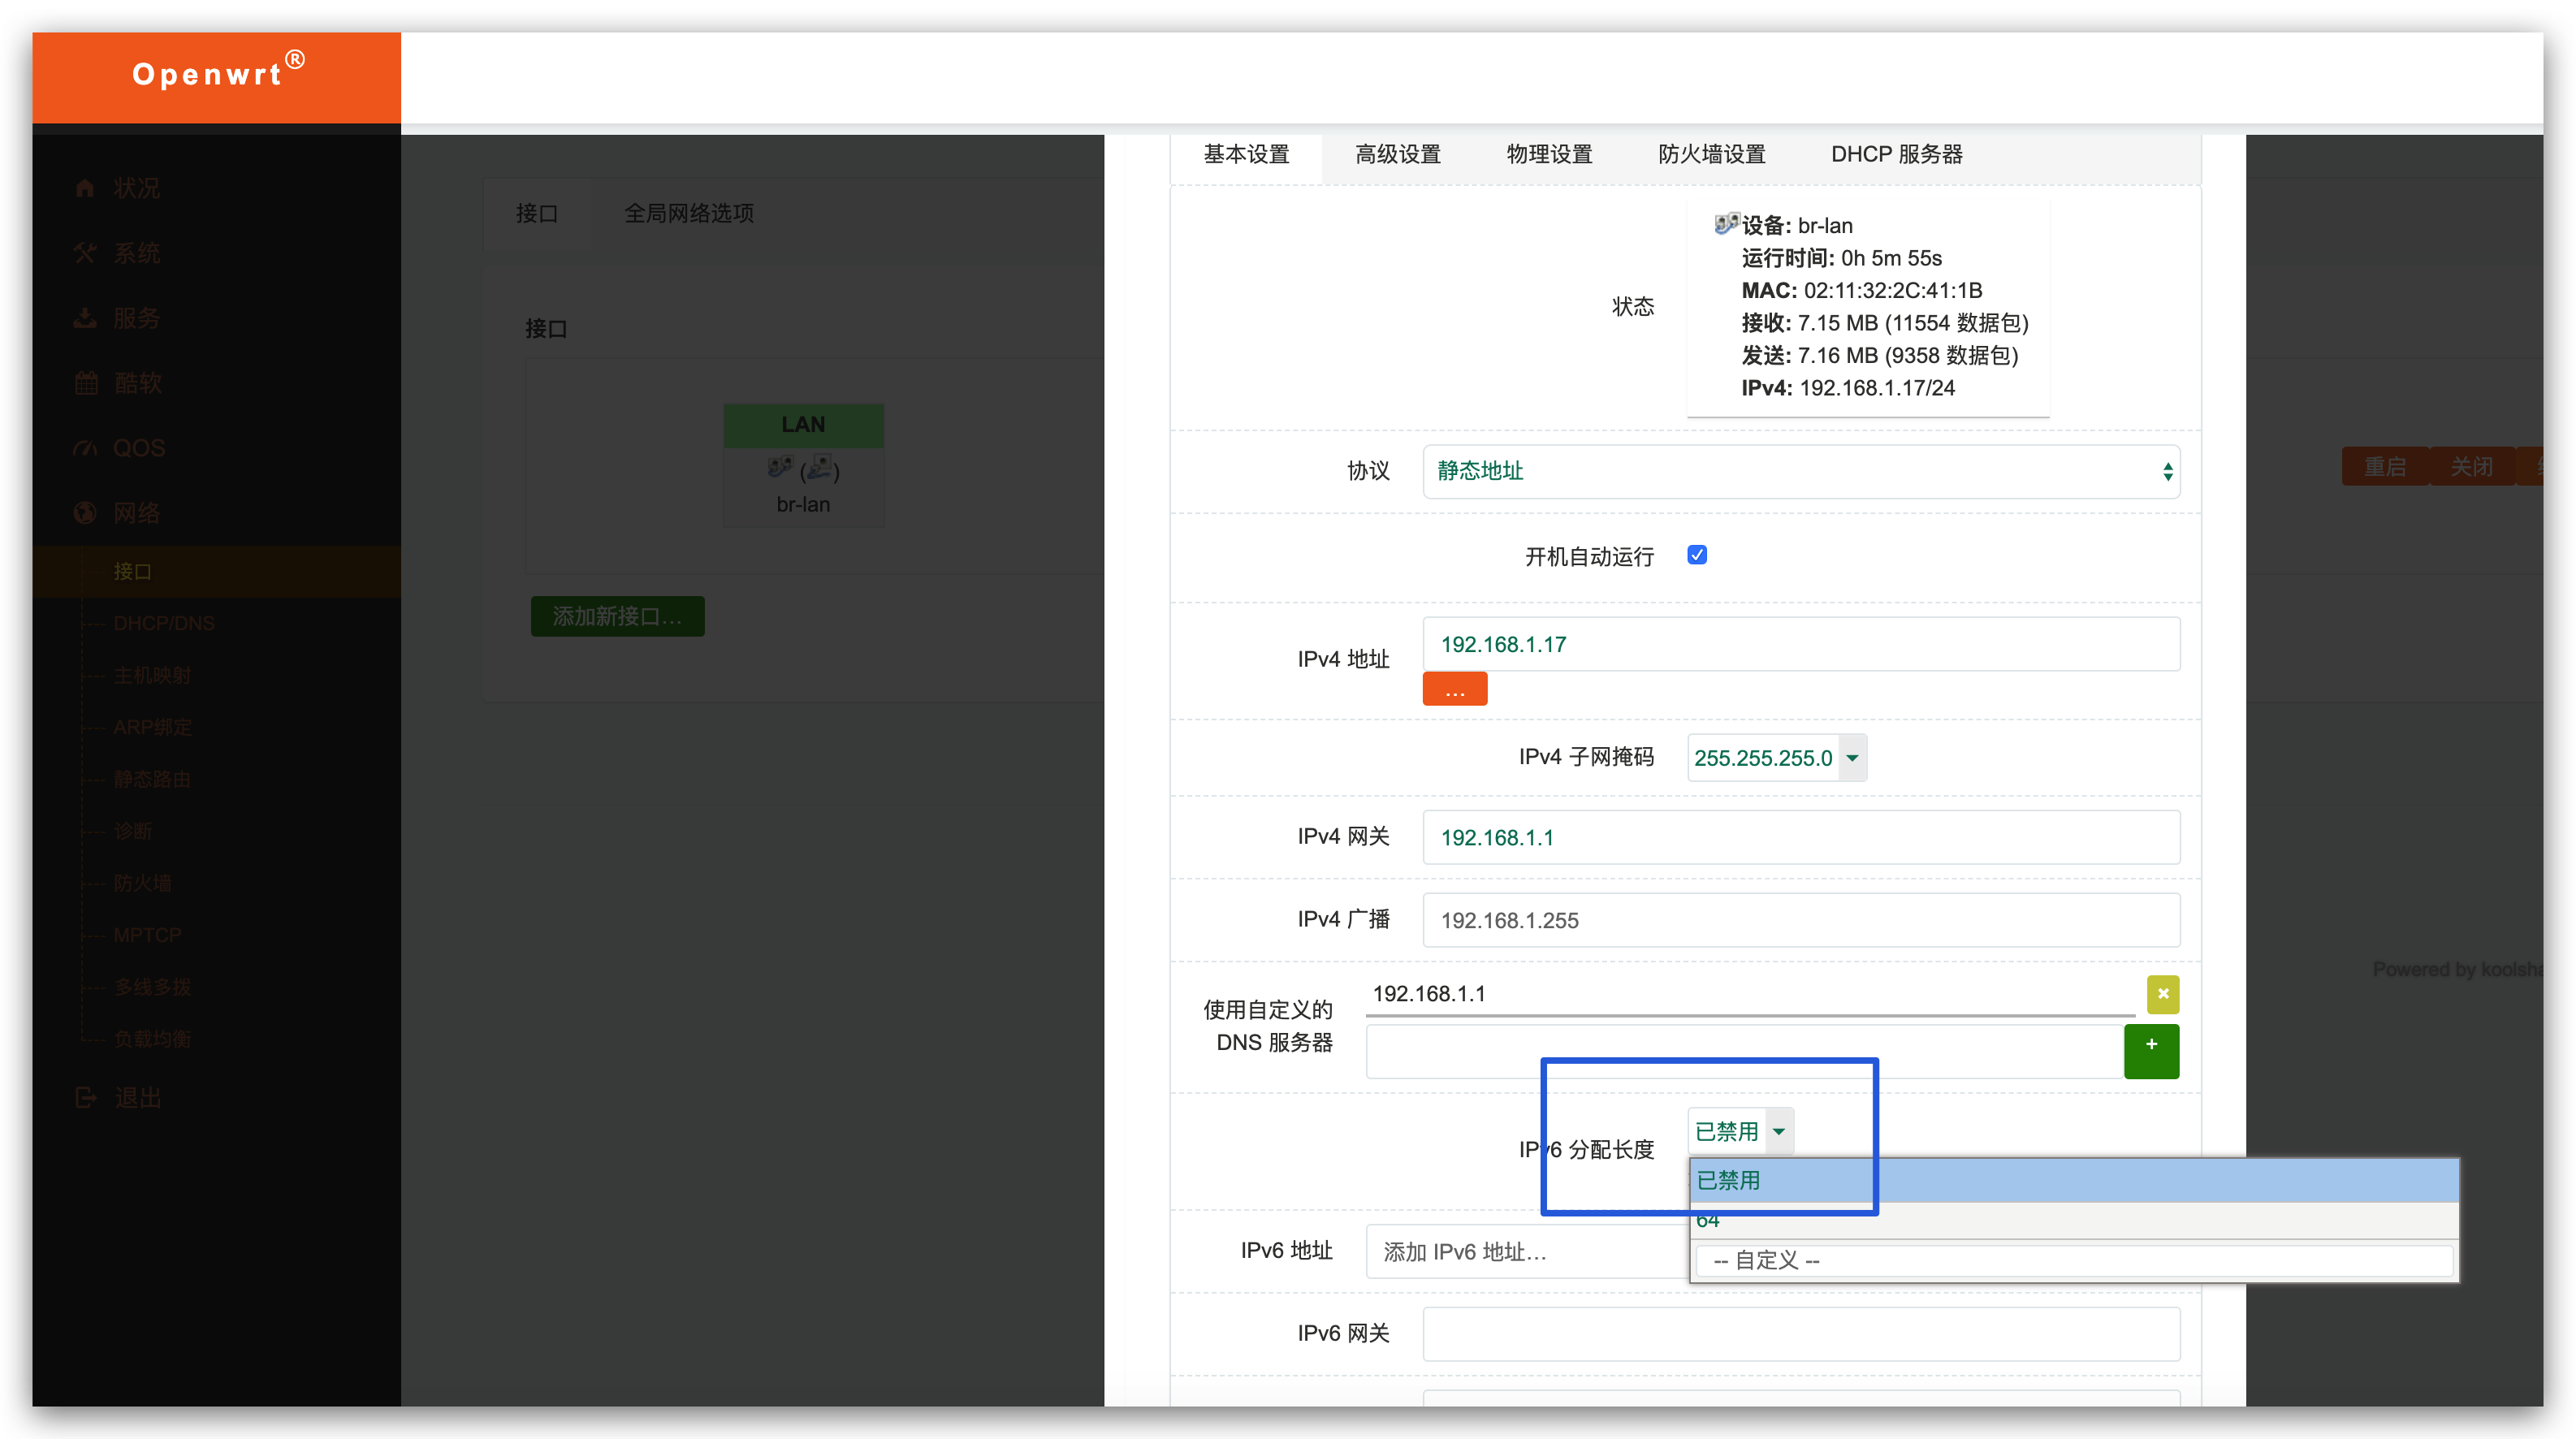 Openwrt®
状况
系统
服务
酷软
QOS
网络
接口
DHCP/DNS
主机映射
ARP绑定
静态路由
诊断
防火墙
MPTCP
多线多拨
负载均衡
退出
接口
全局网络选项
接口
LAN
( )
br-lan
添加新接口...
基本设置
高级设置
物理设置
防火墙设置
DHCP 服务器
状态
设备: br-lan
运行时间: 0h 5m 55s
MAC: 02:11:32:2C:41:1B
接收: 7.15 MB (11554 数据包)
发送: 7.16 MB (9358 数据包)
IPv4: 192.168.1.17/24
协议
静态地址
开机自动运行
IPv4 地址
192.168.1.17
...
IPv4 子网掩码
255.255.255.0
IPv4 网关
192.168.1.1
IPv4 广播
192.168.1.255
使用自定义的
DNS 服务器
192.168.1.1
+
IPv6 分配长度
已禁用
已禁用
64
-- 自定义 --
IPv6 地址
添加 IPv6 地址...
IPv6 网关
重启
关闭
Powered by koolsha